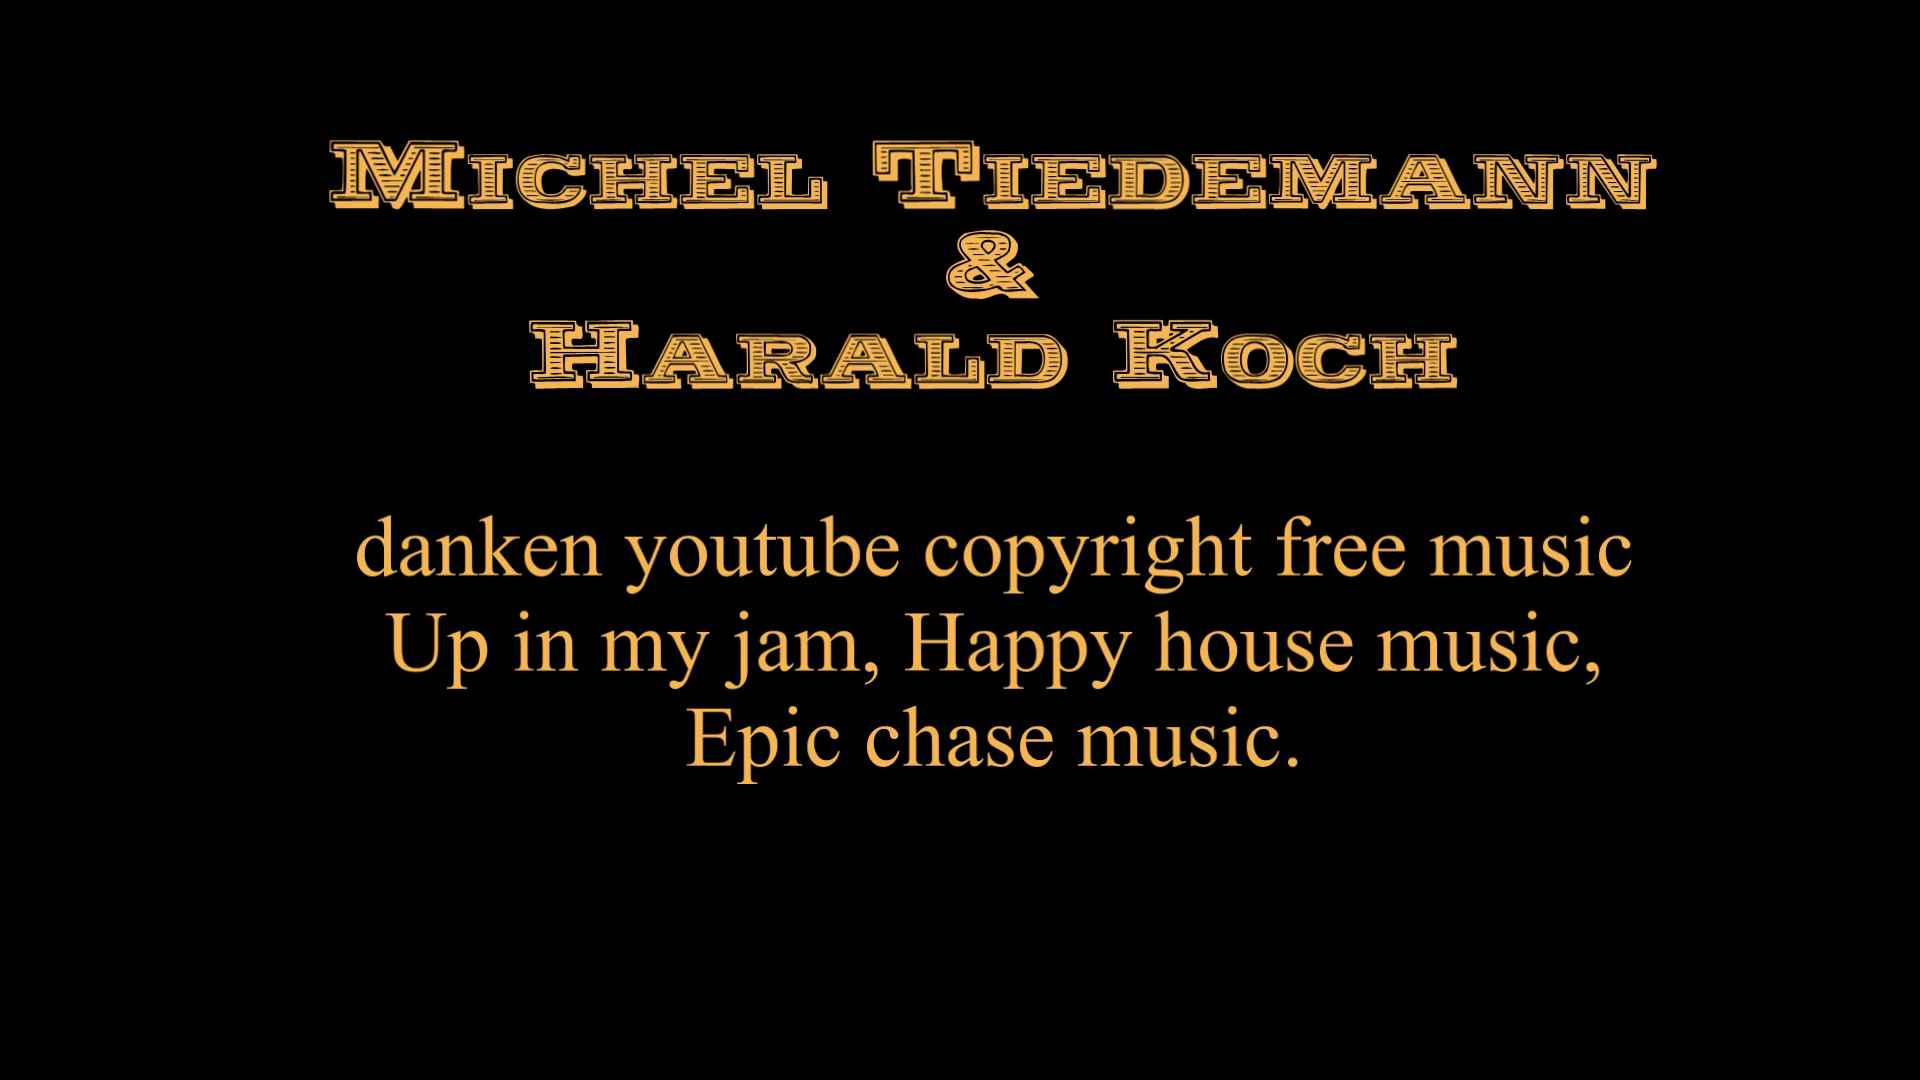 Michel Tiedemann
&
Harald Koch
danken youtube copyright free music
Up in my jam, Happy house music,
Epic chase music.